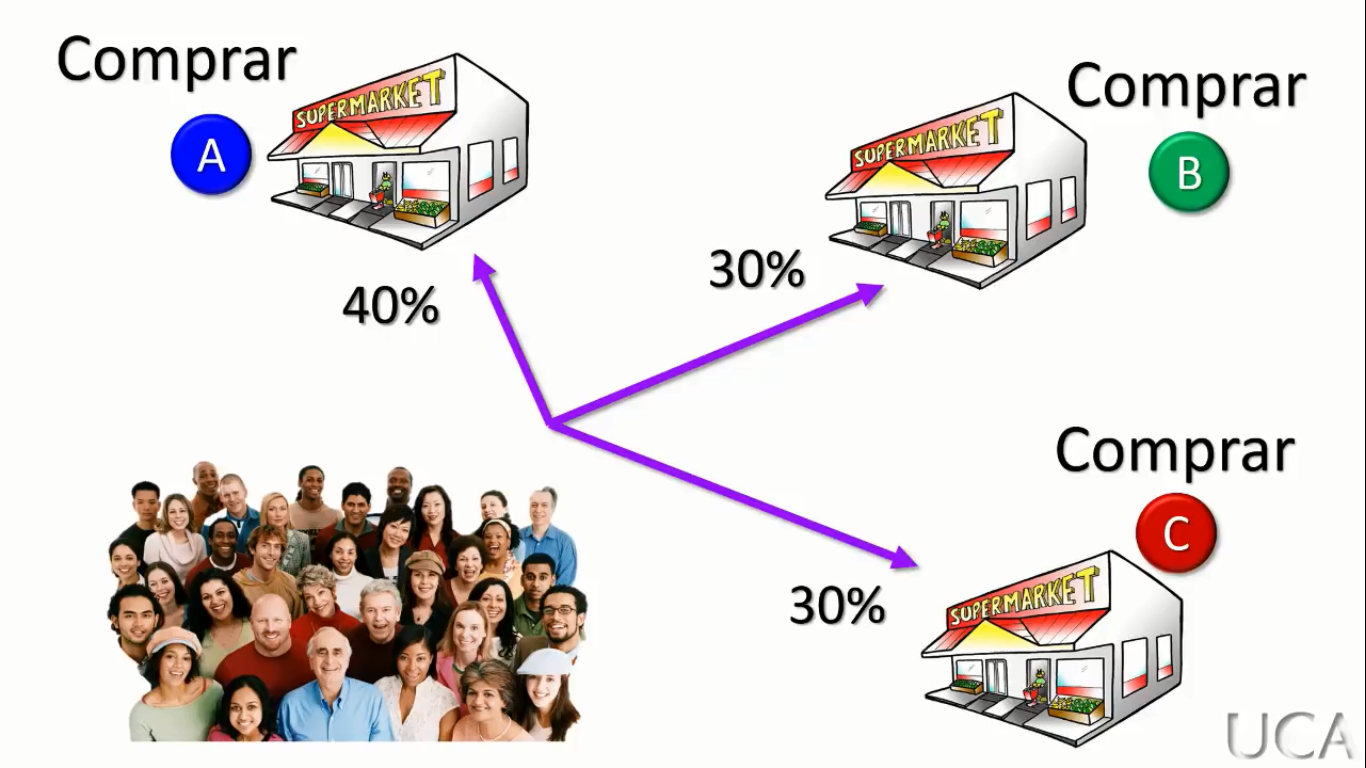 Comprar
A
SUPERMARKET
40%
Comprar
B
SUPERMARKET
30%
Comprar
C
SUPERMARKET
30%
UCA